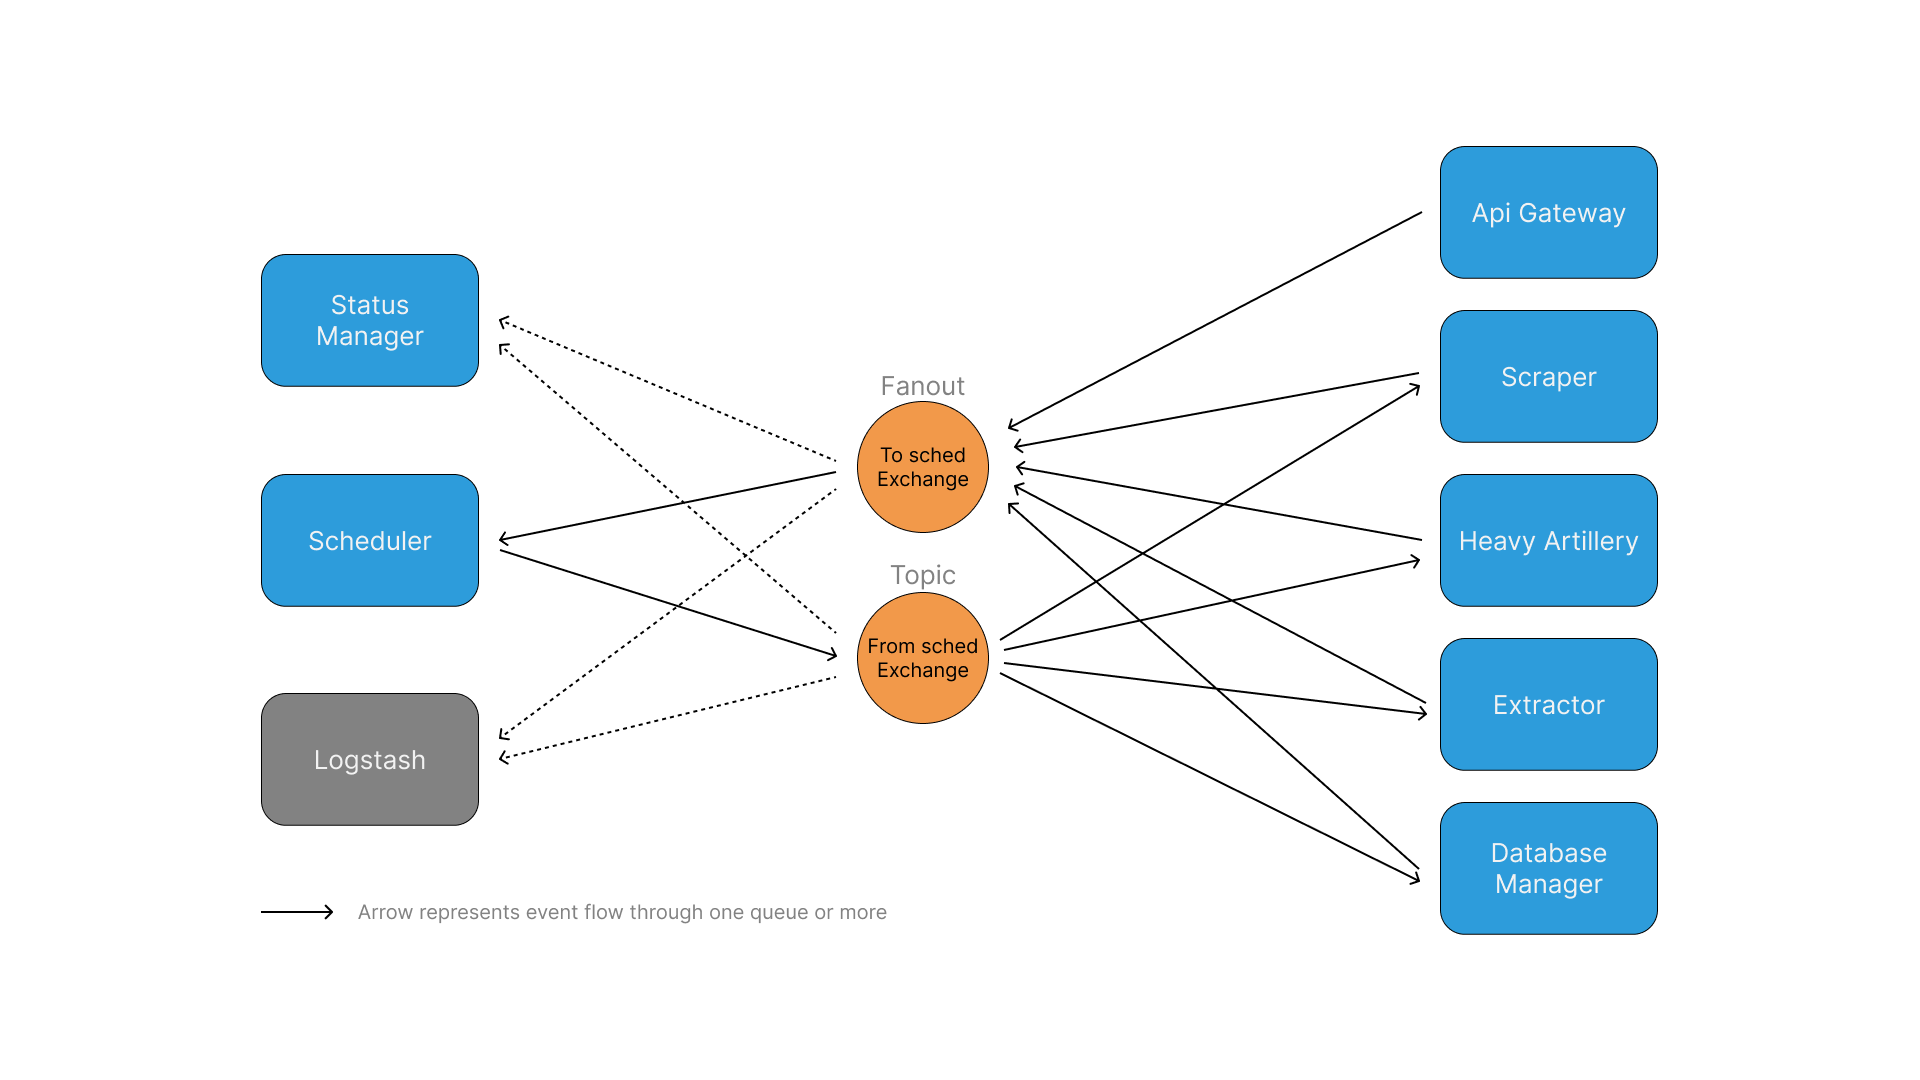 Api Gateway
Status
Manager
Fanout
Scraper
To sched
Exchange
Scheduler
Heavy Artillery
Topic
From sched
Exchange
Extractor
Logstash
Database
Manager
Arrow represents event flow through one queue or more